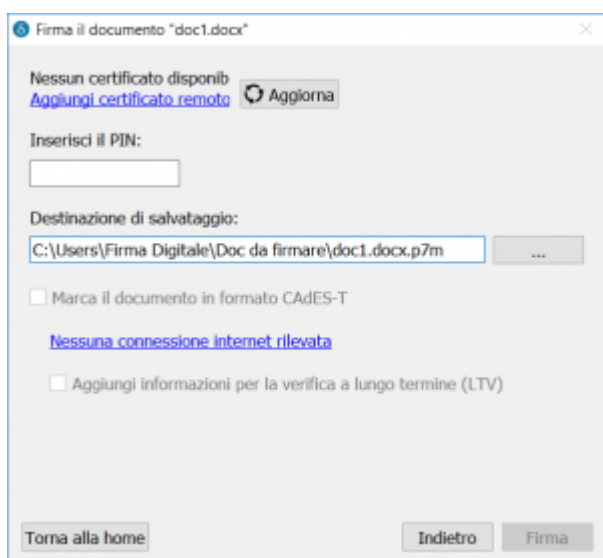 Firma il documento "doc1.docx"
Nessun certificato disponib
Aggiungi certificato remoto
Aggiorna
Inserisci il PIN:
Destinazione di salvataggio:
C:\Users\Firma Digitale\Doc da firmare\doc1.docx.p7m
...
Marca il documento in formato CAdES-T
Nessuna connessione internet rilevata
Aggiungi informazioni per la verifica a lungo termine (LTV)
Torna alla home
Indietro
Firma